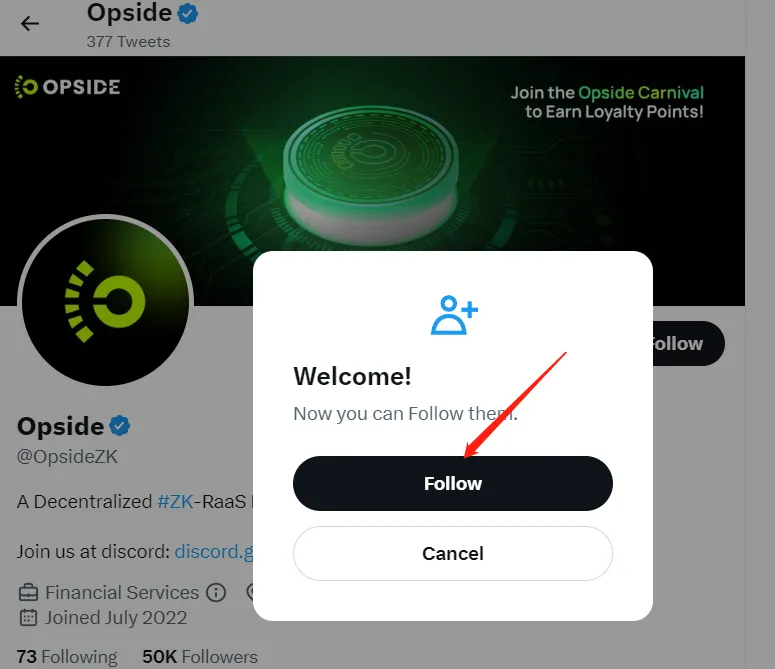 Opside
377 Tweets
OPSIDE
Join the Opside Carnival
to Earn Loyalty Points!
Follow
Welcome!
Now you can Follow them.
Follow
Cancel
Opside
@OpsideZK
A Decentralized #ZK-RaaS
Join us at discord: discord.g
Financial Services
Joined July 2022
73 Following 50K Followers